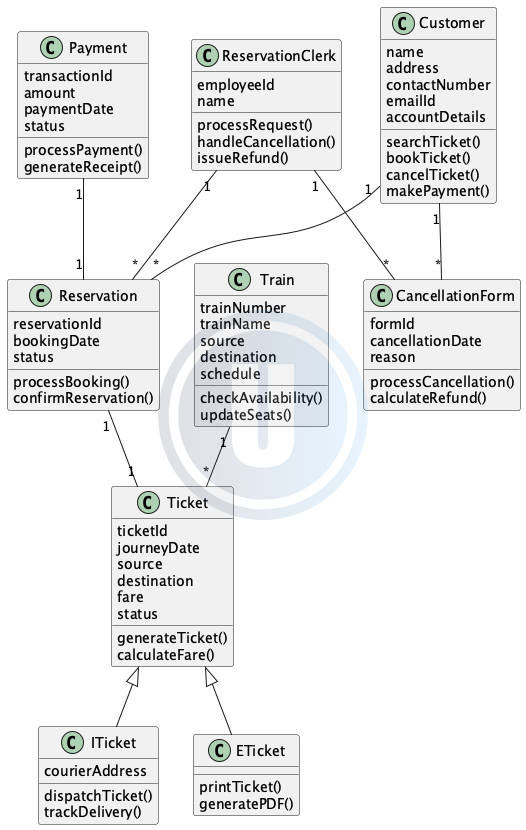 C Payment
transactionId
amount
paymentDate
status
processPayment()
generateReceipt()
C ReservationClerk
employeeId
name
processRequest()
handleCancellation()
issueRefund()
C Customer
name
address
contactNumber
emailId
accountDetails
searchTicket()
bookTicket()
cancelTicket()
makePayment()
1
1
1
1
1
1
*
*
*
*
C Reservation
reservationId
bookingDate
status
processBooking()
confirmReservation()
C Train
trainNumber
trainName
source
destination
schedule
checkAvailability()
updateSeats()
C CancellationForm
formId
cancellationDate
reason
processCancellation()
calculateRefund()
1
1
1
*
U
C Ticket
ticketId
journeyDate
source
destination
fare
status
generateTicket()
calculateFare()
C ITicket
courierAddress
dispatchTicket()
trackDelivery()
C ETicket
printTicket()
generatePDF()